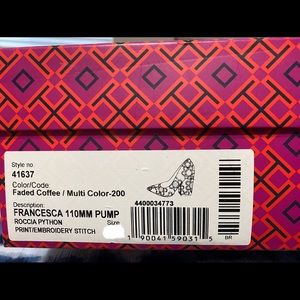 Style no
41637
Color/Code:
Faded Coffee / Multi Color-200
Description:
FRANCESCA 110MM PUMP
ROCCIA PYTHON Size
PRINT/EMBROIDERY STITCH
4400034773
1 90041 59031 5
BR